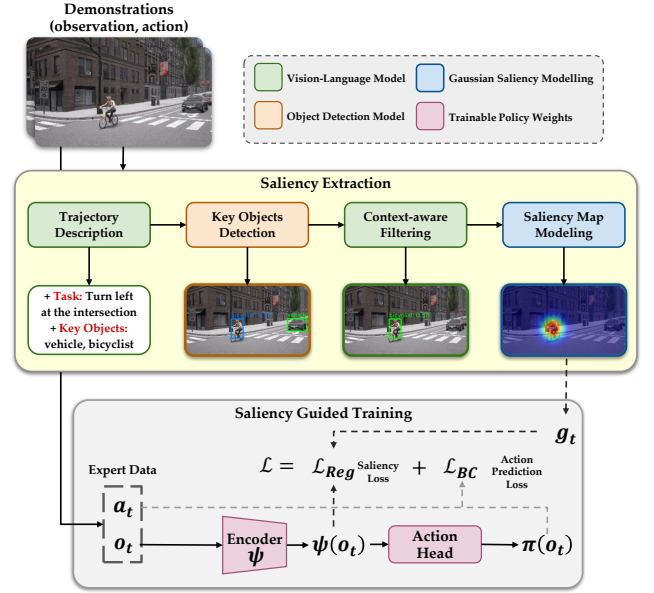 Demonstrations
(observation, action)
Vision-Language Model
Gaussian Saliency Modelling
Object Detection Model
Trainable Policy Weights
Saliency Extraction
Trajectory
Description
Key Objects
Detection
Context-aware
Filtering
Saliency Map
Modeling
+ Task: Turn left
at the intersection
+ Key Objects:
vehicle, bicyclist
Saliency Guided Training
g_t
ℒ = ℒ_Reg Saliency Loss + ℒ_BC Action Prediction Loss
Expert Data
a_t
o_t
Encoder
ψ
ψ(o_t)
Action
Head
π(o_t)